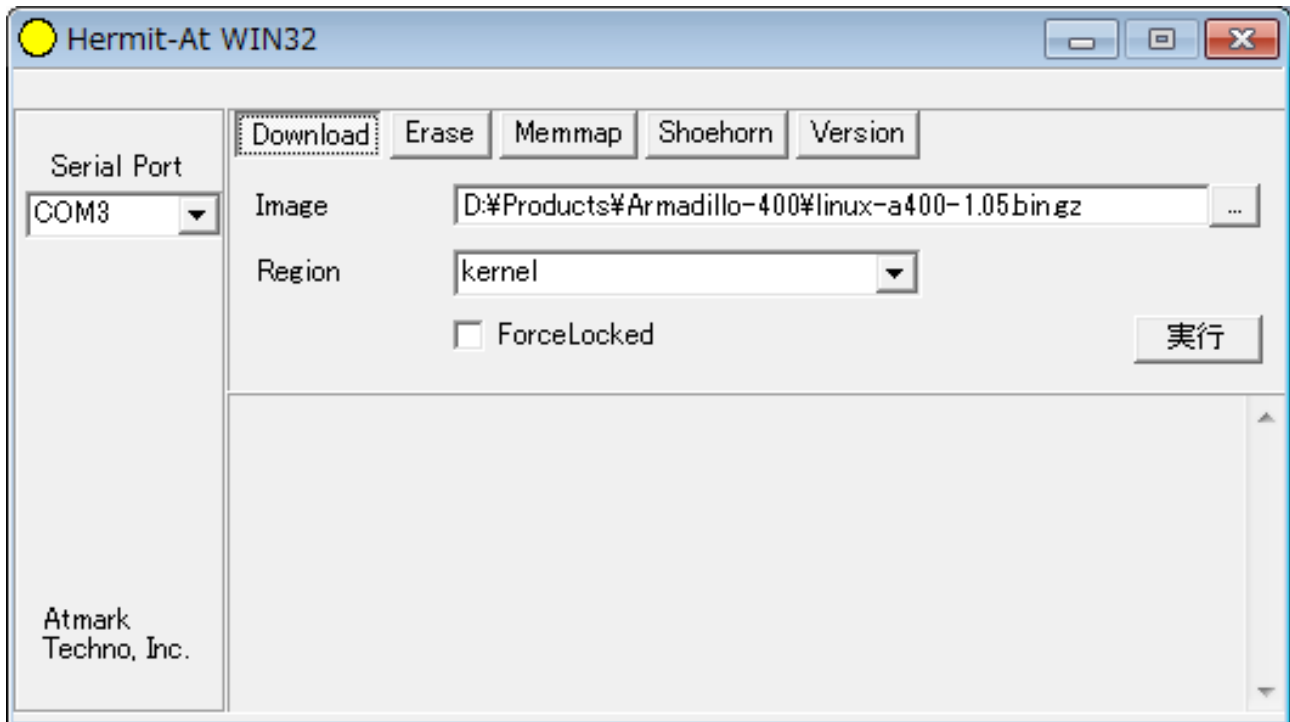 Hermit-At WIN32
Serial Port
COM3
Atmark
Techno, Inc.
Download Erase Memmap Shoehorn Version
Image D:¥Products¥Armadillo-400¥linux-a400-1.05.bin.gz ...
Region kernel
ForceLocked
実行